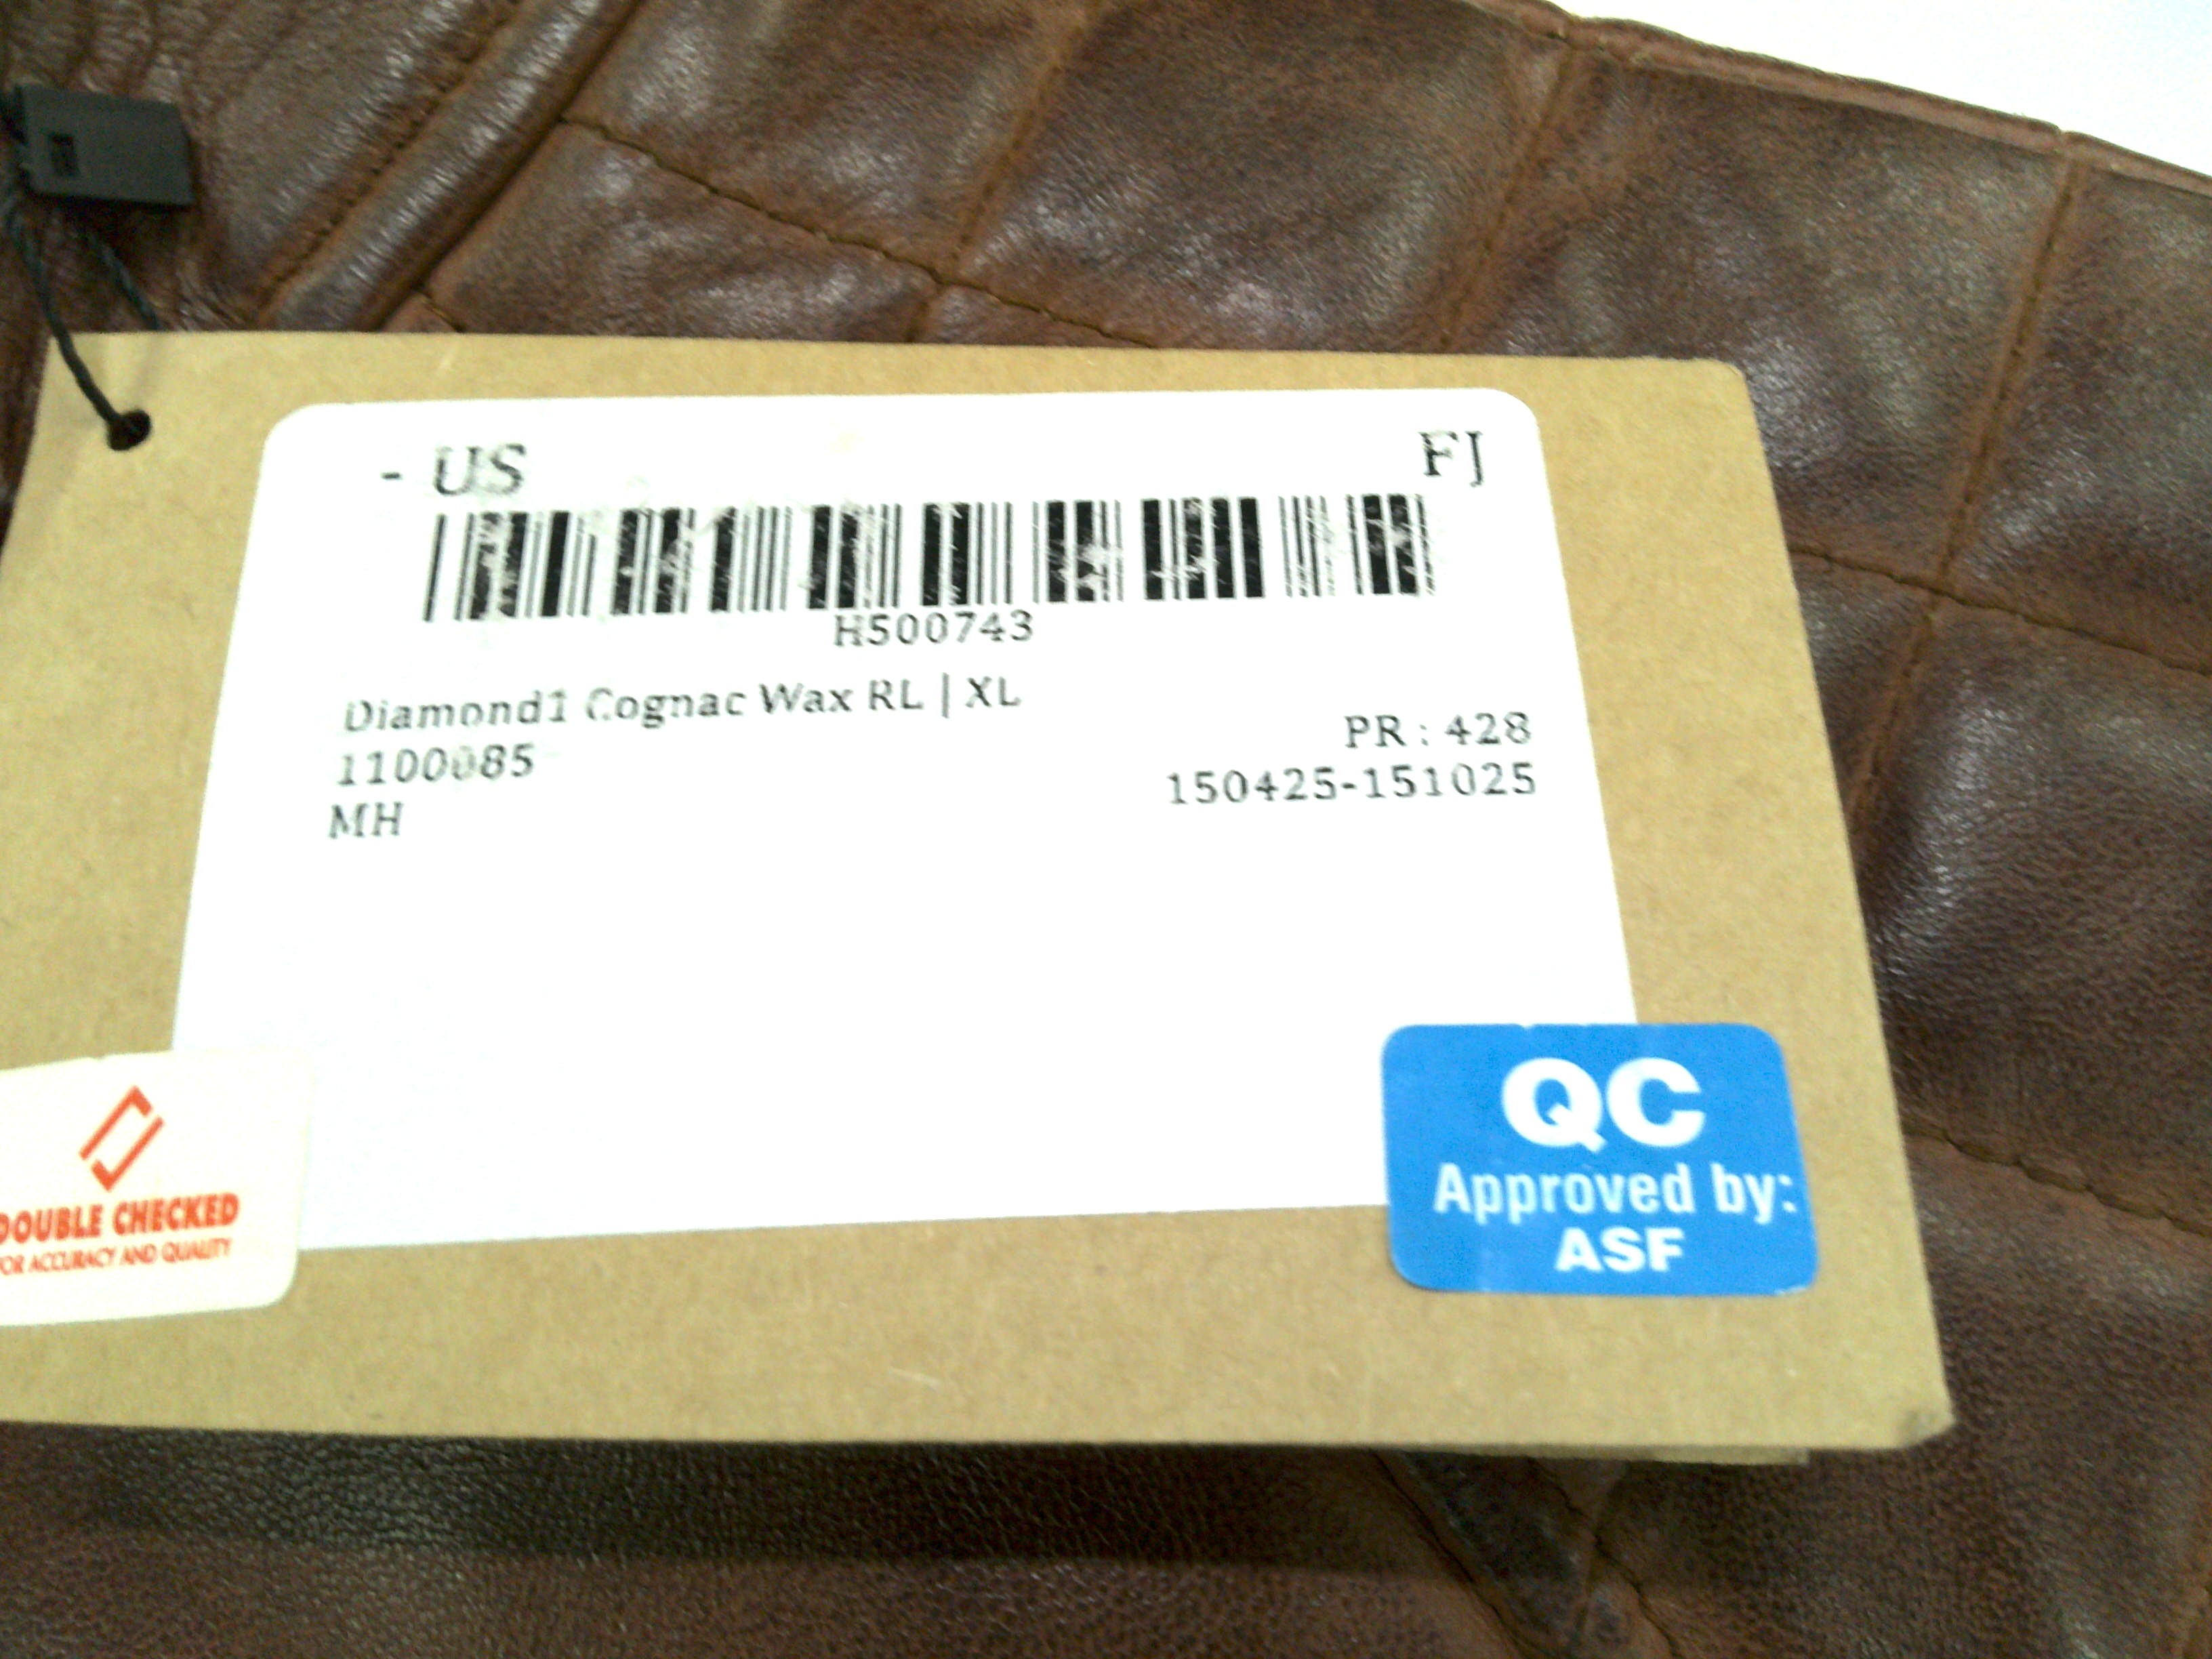 - US FJ
H500743
Diamond1 Cognac Wax RL | XL
1100085 PR : 428
MH 150425-151025
QC
Approved by:
ASF
DOUBLE CHECKED
FOR ACCURACY AND QUALITY